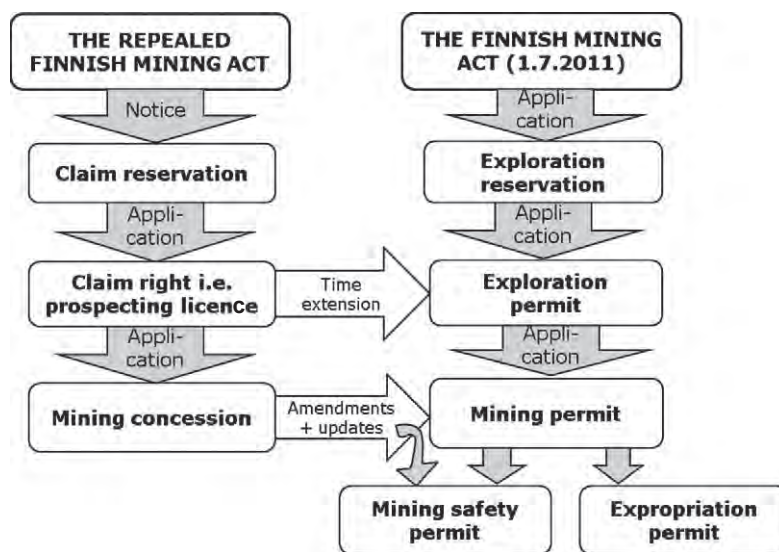 THE REPEALED
FINNISH MINING ACT
THE FINNISH MINING
ACT (1.7.2011)
Notice
Appli-
cation
Claim reservation
Exploration
reservation
Appli-
cation
Appli-
cation
Claim right i.e.
prospecting licence
Time
extension
Exploration
permit
Appli-
cation
Appli-
cation
Mining concession
Amendments
+ updates
Mining permit
Mining safety
permit
Expropriation
permit